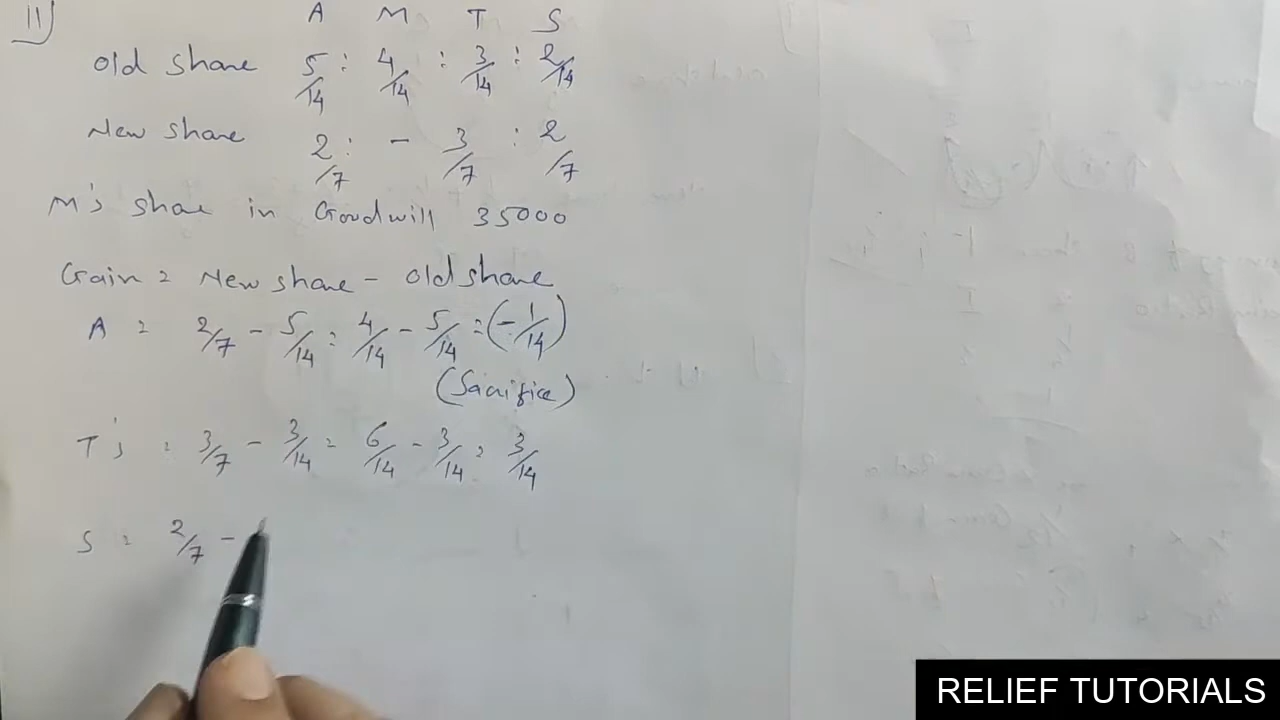 11)
A M T S
Old share 5/14 : 4/14 : 3/14 : 2/14
New share 2/7 : - 3/7 : 2/7
M's share in Goodwill 35000
Gain = New share - old share
A = 2/7 - 5/14 = 4/14 - 5/14 = (-1/14)
(Sacrifice)
T's = 3/7 - 3/14 = 6/14 - 3/14 = 3/14
S = 2/7 -
RELIEF TUTORIALS